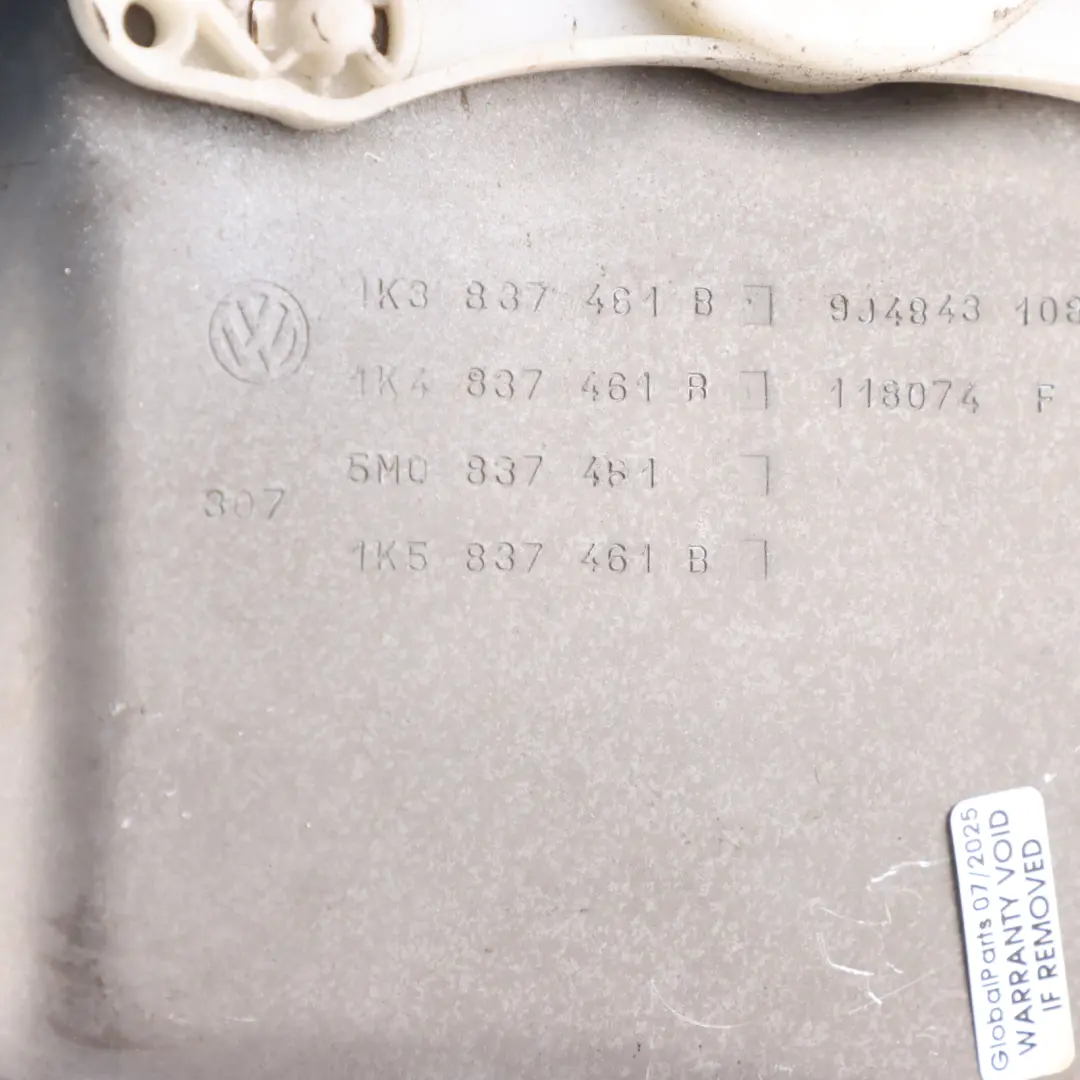 1K3 837 461 B 9J4843 108
1K4 837 461 B 118074 F
5M0 837 461
307
1K5 837 461 B
GlobalParts 07/2025
WARRANTY VOID
IF REMOVED